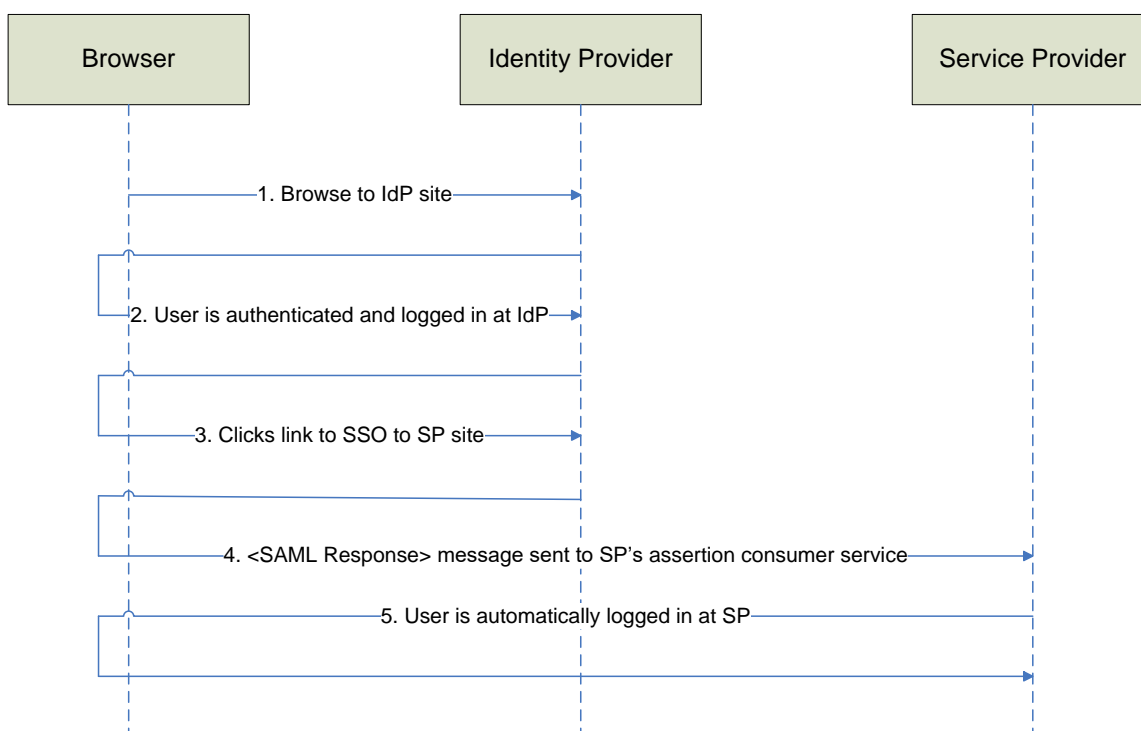 Browser
Identity Provider
Service Provider
1. Browse to IdP site
2. User is authenticated and logged in at IdP
3. Clicks link to SSO to SP site
4. <SAML Response> message sent to SP’s assertion consumer service
5. User is automatically logged in at SP